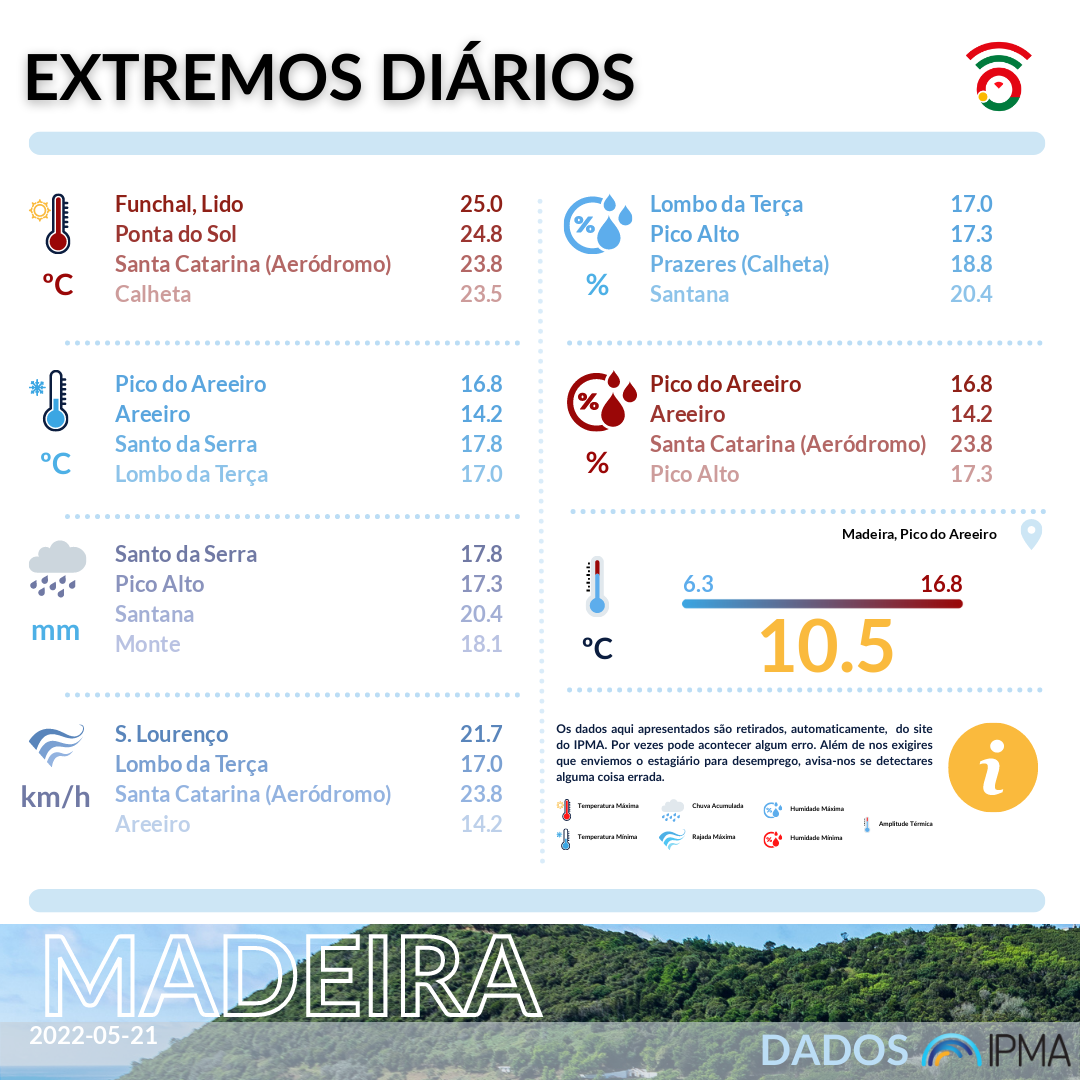 EXTREMOS DIÁRIOS
Funchal, Lido 25.0
Ponta do Sol 24.8
Santa Catarina (Aeródromo) 23.8
Calheta 23.5
ºC
Lombo da Terça 17.0
Pico Alto 17.3
Prazeres (Calheta) 18.8
Santana 20.4
%
%
Pico do Areeiro 16.8
Areeiro 14.2
Santo da Serra 17.8
Lombo da Terça 17.0
ºC
Pico do Areeiro 16.8
Areeiro 14.2
Santa Catarina (Aeródromo) 23.8
Pico Alto 17.3
%
%
Santo da Serra 17.8
Pico Alto 17.3
Santana 20.4
Monte 18.1
mm
Madeira, Pico do Areeiro
6.3 16.8
10.5
ºC
S. Lourenço 21.7
Lombo da Terça 17.0
Santa Catarina (Aeródromo) 23.8
Areeiro 14.2
km/h
Os dados aqui apresentados são retirados, automaticamente, do site
do IPMA. Por vezes pode acontecer algum erro. Além de nos exigires
que enviemos o estagiário para desemprego, avisa-nos se detectares
alguma coisa errada.
i
Temperatura Máxima
Chuva Acumulada
Humidade Máxima
Amplitude Térmica
Temperatura Mínima
Rajada Máxima
Humidade Mínima
MADEIRA
2022-05-21
DADOS IPMA